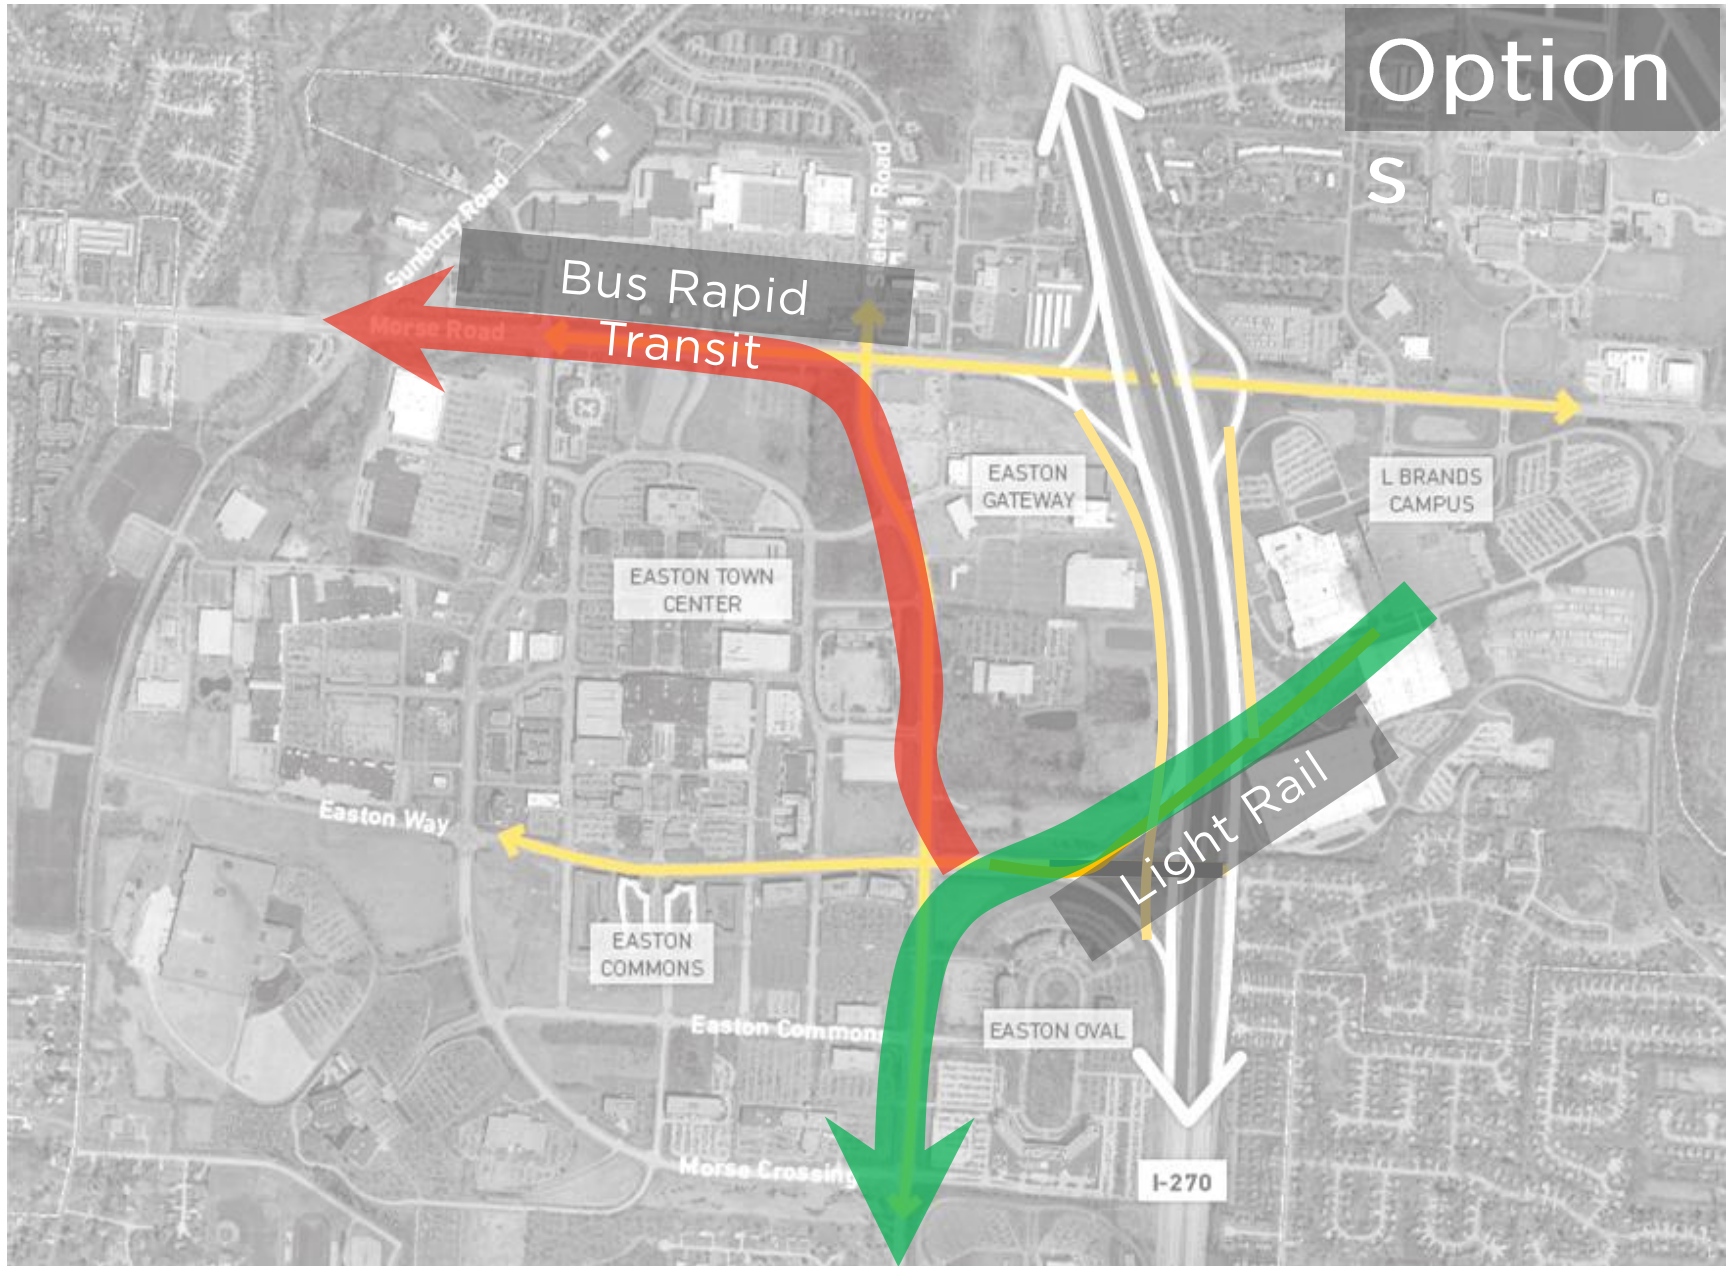 Option
s
Sunbury Road
Stelzer Road
Bus Rapid
Transit
Morse Road
EASTON
GATEWAY
L BRANDS
CAMPUS
EASTON TOWN
CENTER
Light Rail
Easton Way
EASTON
COMMONS
Easton Commons
EASTON OVAL
Morse Crossing
I-270